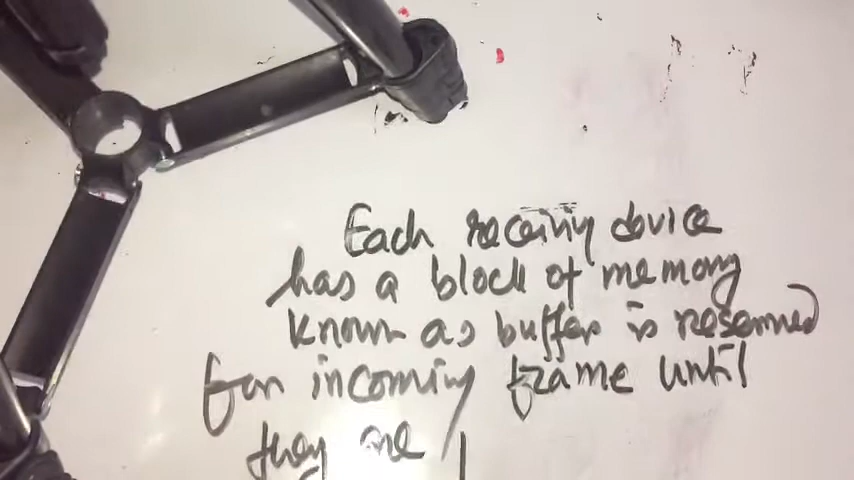 Each receiving device
has a block of memory
known as buffer is reserved
for incoming frame until
they are